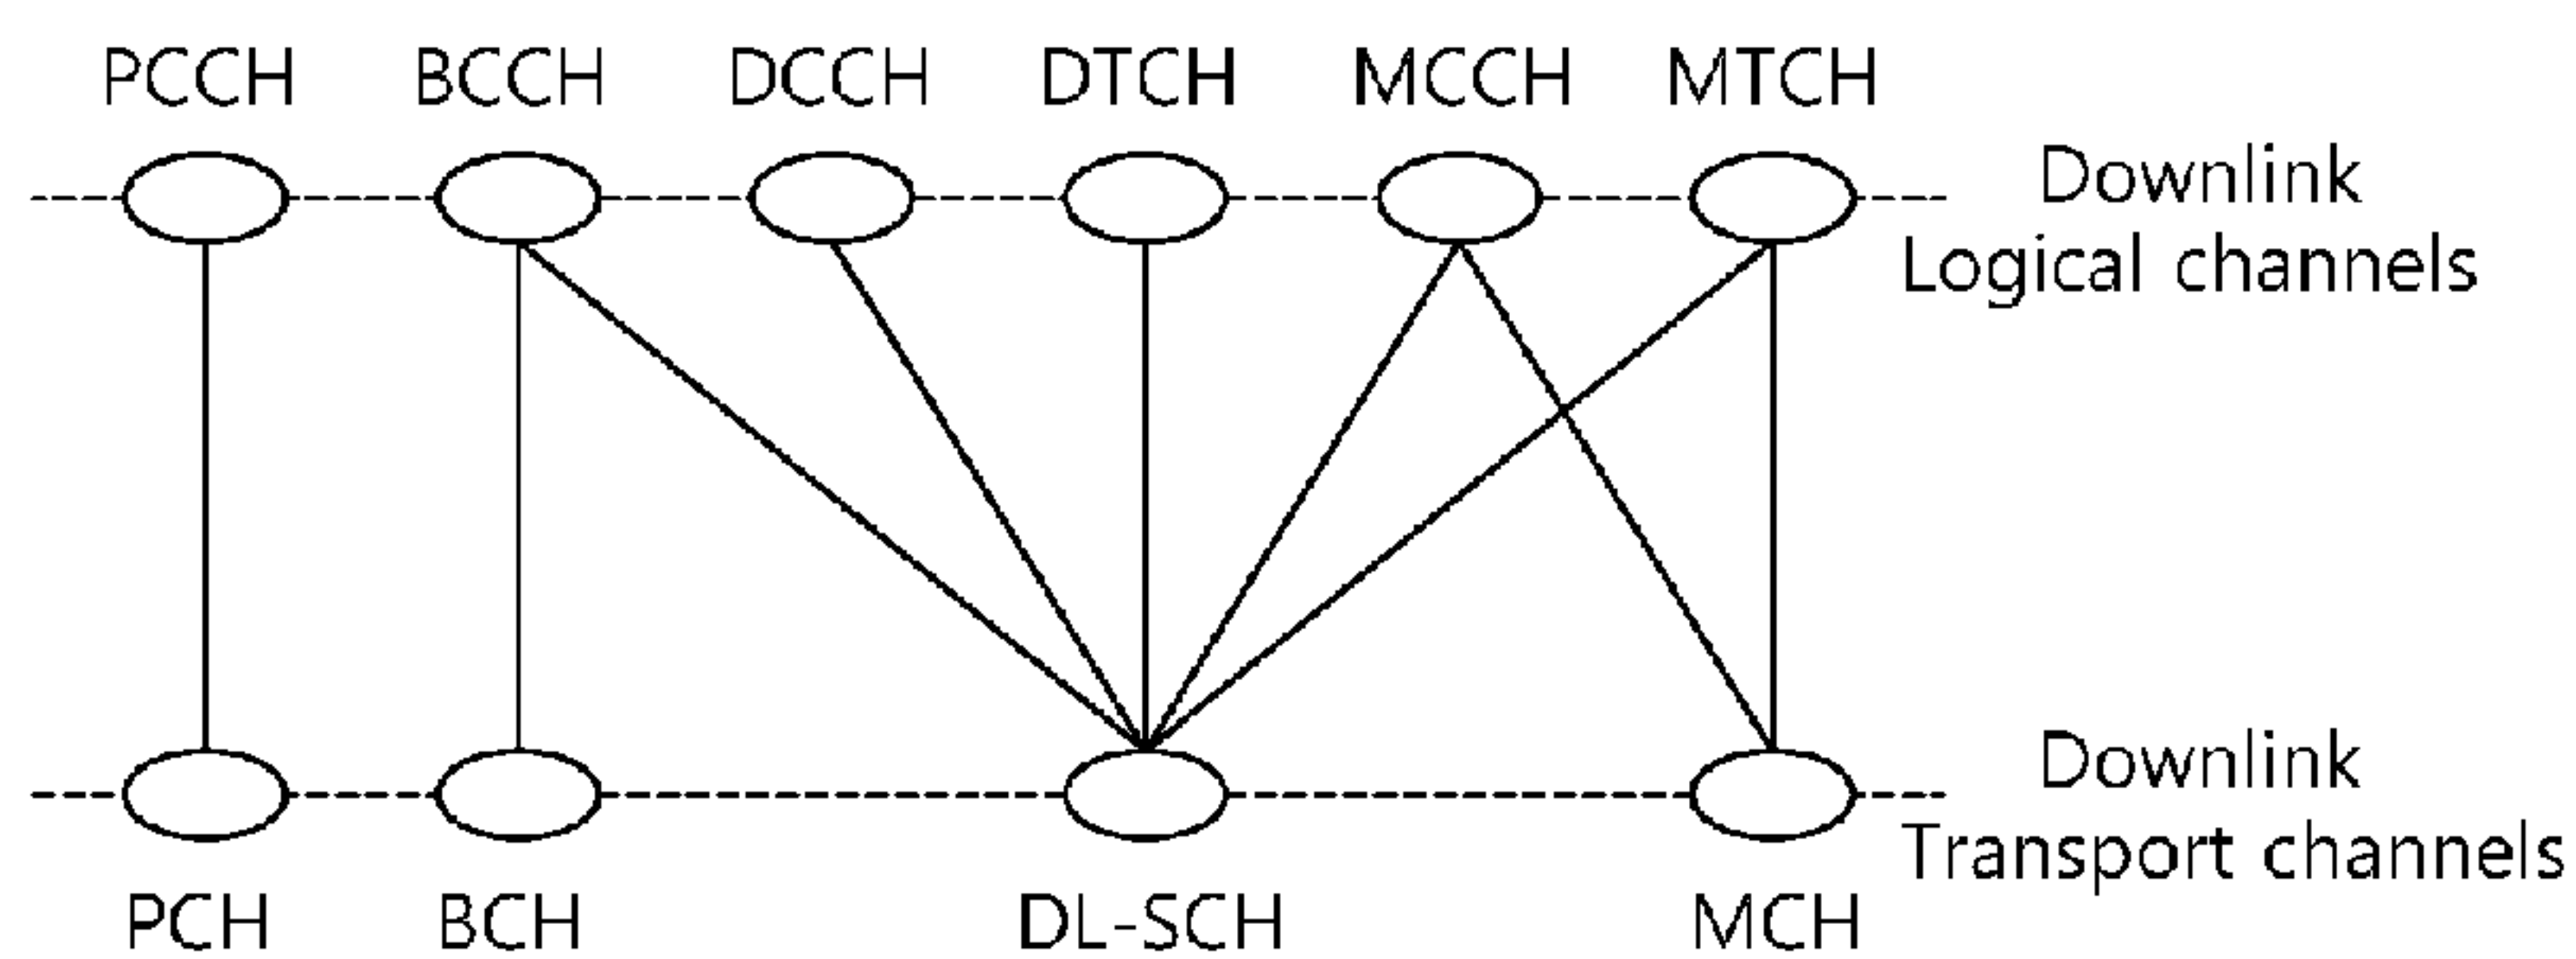 PCCH BCCH DCCH DTCH MCCH MTCH
Downlink
Logical channels
Downlink
Transport channels
PCH BCH DL-SCH MCH